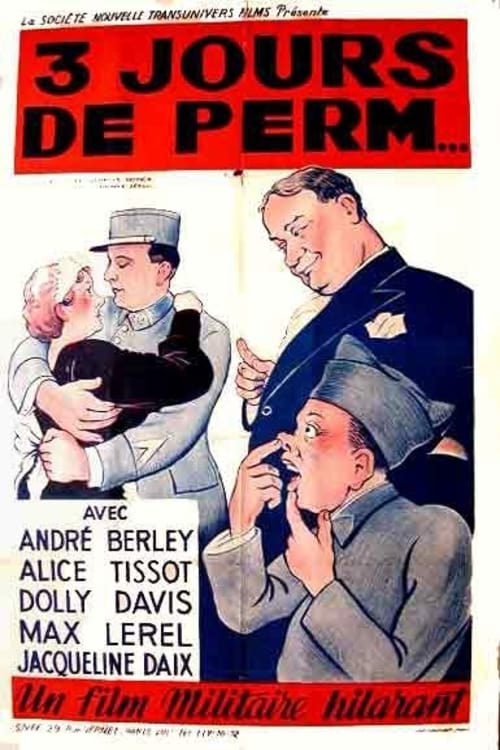 La SOCIÉTÉ NOUVELLE TRANSUNIVERS FILMS Présente
3 JOURS
DE PERM...
AVEC
ANDRÉ BERLEY
ALICE TISSOT
DOLLY DAVIS
MAX LEREL
JACQUELINE DAIX
Un film Militaire hilarant